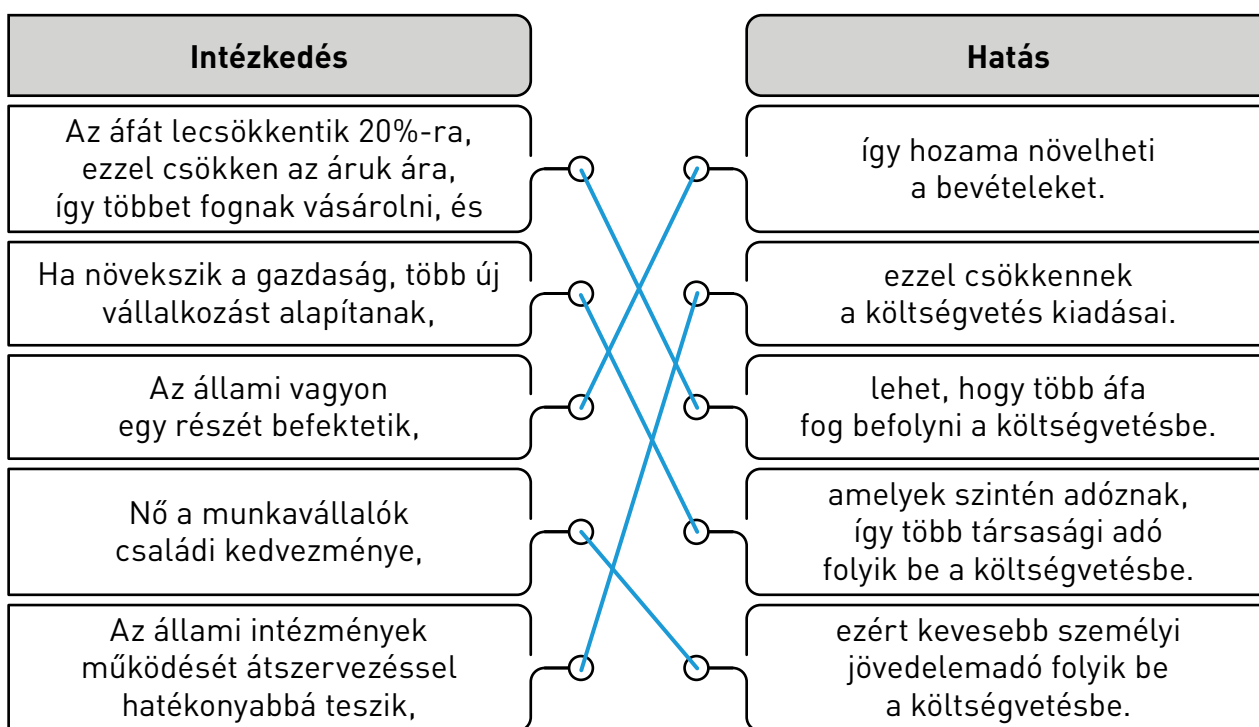 Intézkedés
Az áfát lecsökkentik 20%-ra,
ezzel csökken az áruk ára,
így többet fognak vásárolni, és
Ha növekszik a gazdaság, több új
vállalkozást alapítanak,
Az állami vagyon
egy részét befektetik,
Nő a munkavállalók
családi kedvezménye,
Az állami intézmények
működését átszervezéssel
hatékonyabbá teszik,
Hatás
így hozama növelheti
a bevételeket.
ezzel csökkennek
a költségvetés kiadásai.
lehet, hogy több áfa
fog befolyni a költségvetésbe.
amelyek szintén adóznak,
így több társasági adó
folyik be a költségvetésbe.
ezért kevesebb személyi
jövedelemadó folyik be
a költségvetésbe.